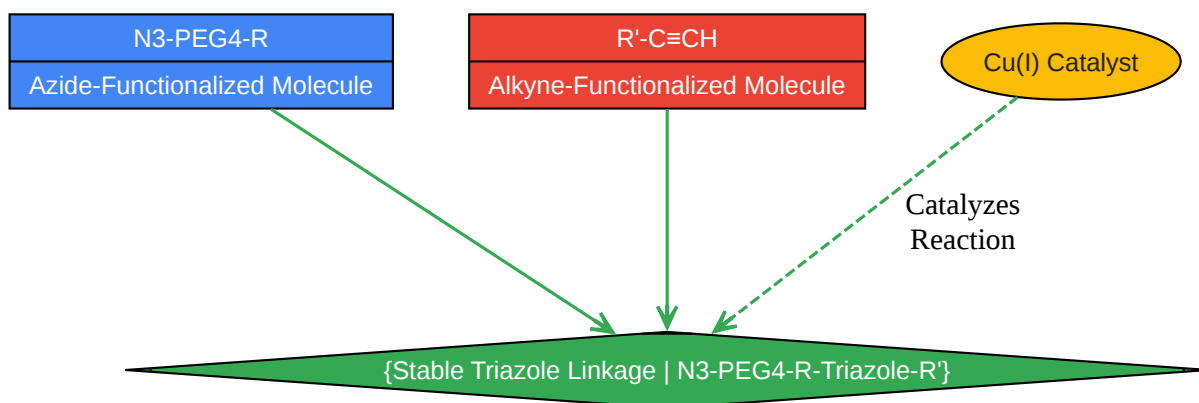 N3-PEG4-R
Azide-Functionalized Molecule
R'-C≡CH
Alkyne-Functionalized Molecule
Cu(I) Catalyst
Catalyzes
Reaction
{Stable Triazole Linkage | N3-PEG4-R-Triazole-R'}